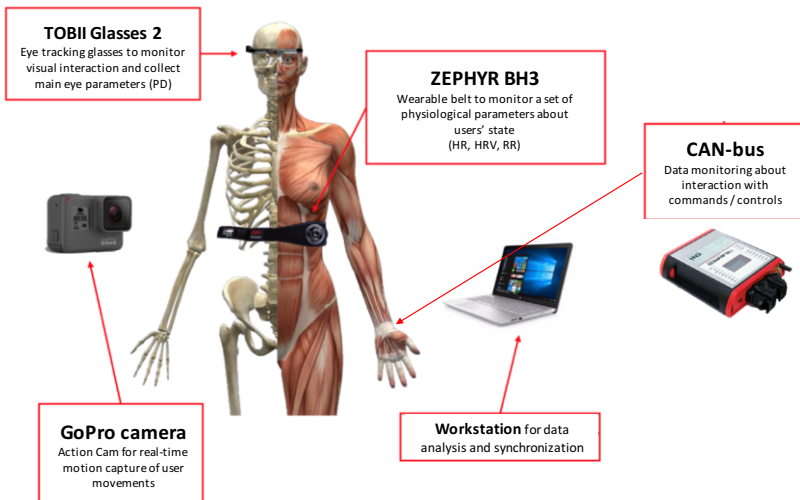 TOBII Glasses 2
Eye tracking glasses to monitor
visual interaction and collect
main eye parameters (PD)
ZEPHYR BH3
Wearable belt to monitor a set of
physiological parameters about
users’ state
(HR, HRV, RR)
CAN-bus
Data monitoring about
interaction with
commands / controls
GoPro camera
Action Cam for real-time
motion capture of user
movements
Workstation for data
analysis and synchronization